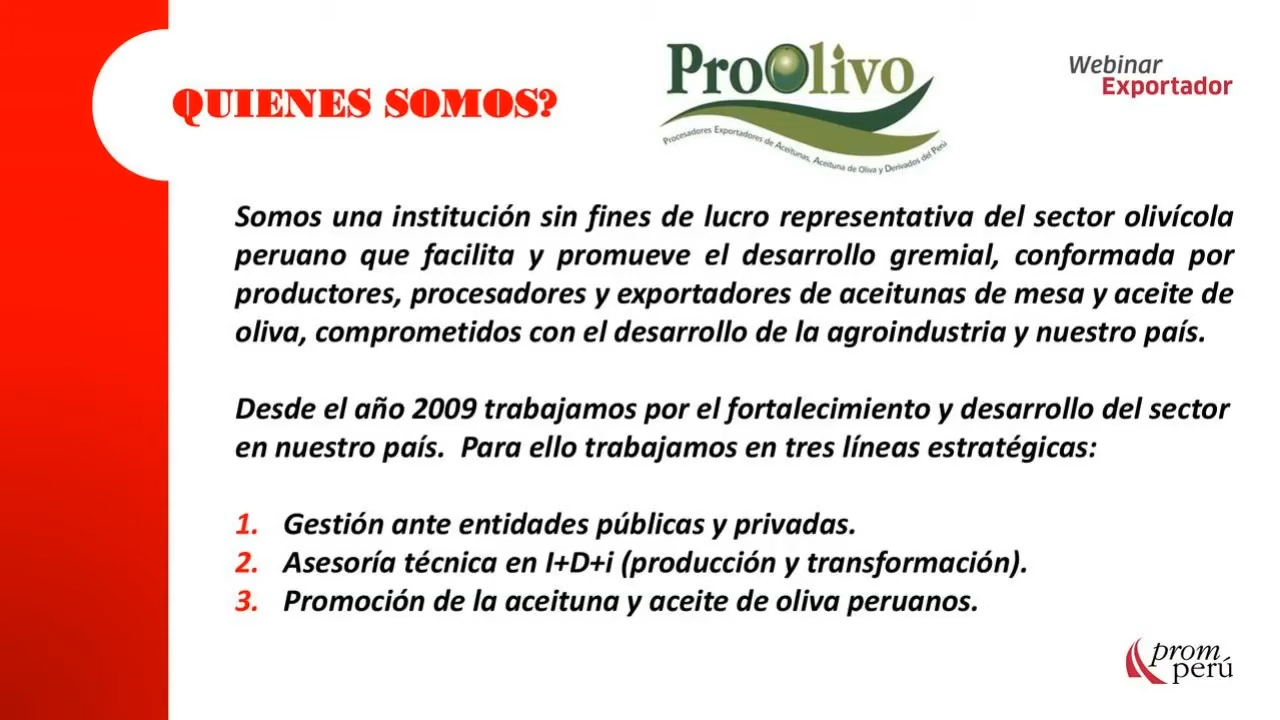 QUIENES SOMOS?
ProOlivo
Procesadores Exportadores de Aceitunas, Aceituna de Oliva y Derivados del Perú
Webinar
Exportador
Somos una institución sin fines de lucro representativa del sector olivícola
peruano que facilita y promueve el desarrollo gremial, conformada por
productores, procesadores y exportadores de aceitunas de mesa y aceite de
oliva, comprometidos con el desarrollo de la agroindustria y nuestro país.
Desde el año 2009 trabajamos por el fortalecimiento y desarrollo del sector
en nuestro país. Para ello trabajamos en tres líneas estratégicas:
1. Gestión ante entidades públicas y privadas.
2. Asesoría técnica en I+D+i (producción y transformación).
3. Promoción de la aceituna y aceite de oliva peruanos.
prom
perú